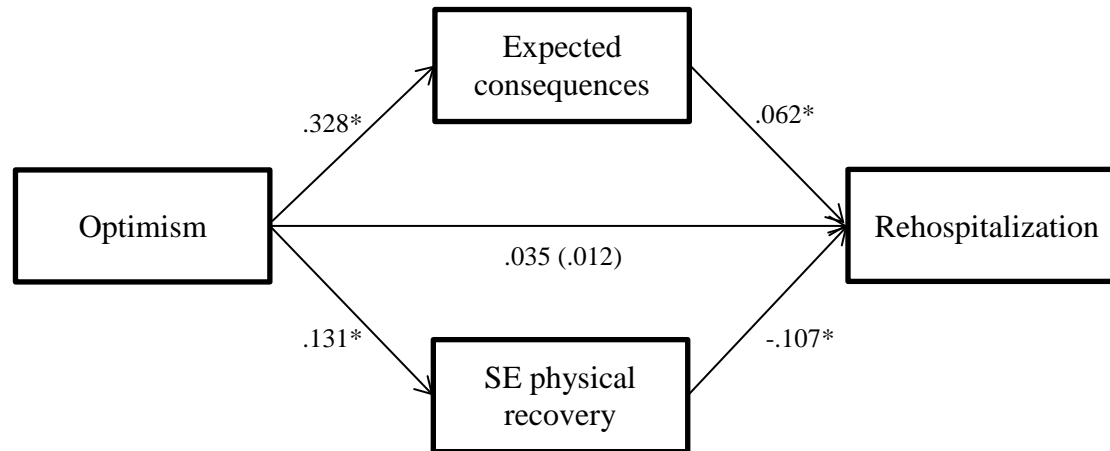 Expected
consequences
.328*
.062*
Optimism
Rehospitalization
.035 (.012)
.131*
-.107*
SE physical
recovery